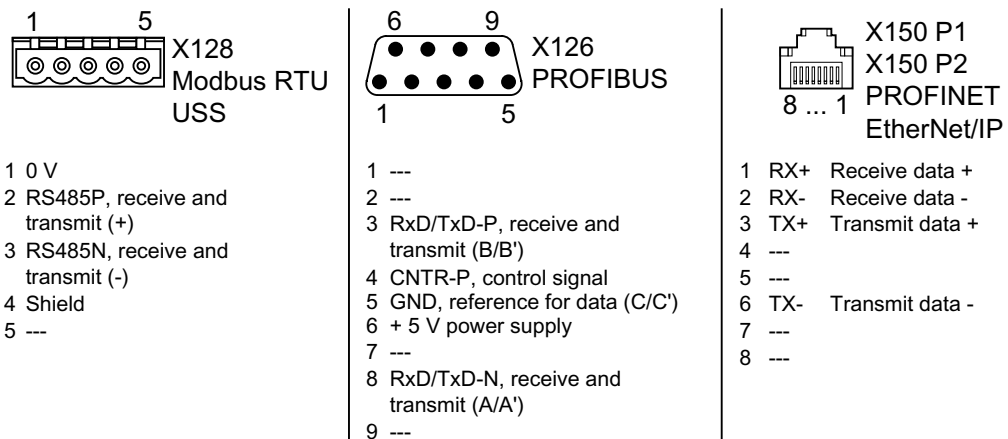 1 5
X128
Modbus RTU
USS
1 0 V
2 RS485P, receive and
transmit (+)
3 RS485N, receive and
transmit (-)
4 Shield
5 ---
6 9
X126
PROFIBUS
1 5
1 ---
2 ---
3 RxD/TxD-P, receive and
transmit (B/B')
4 CNTR-P, control signal
5 GND, reference for data (C/C')
6 + 5 V power supply
7 ---
8 RxD/TxD-N, receive and
transmit (A/A')
9 ---
X150 P1
X150 P2
8 ... 1 PROFINET
EtherNet/IP
1 RX+ Receive data +
2 RX- Receive data -
3 TX+ Transmit data +
4 ---
5 ---
6 TX- Transmit data -
7 ---
8 ---